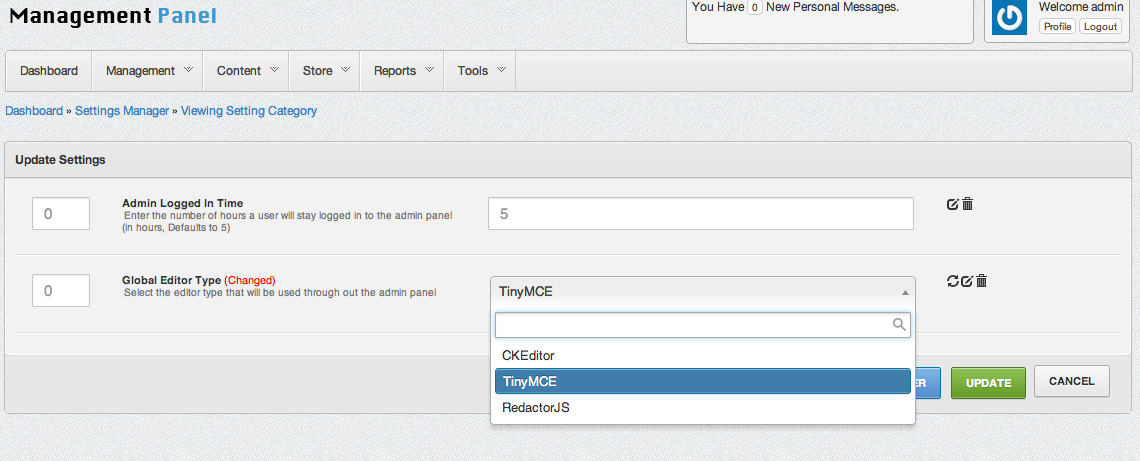 Management Panel
You Have 0 New Personal Messages.
Welcome admin
Profile Logout
Dashboard Management Content Store Reports Tools
Dashboard » Settings Manager » Viewing Setting Category
Update Settings
0
Admin Logged In Time
Enter the number of hours a user will stay logged in to the admin panel
(in hours, Defaults to 5)
5
0
Global Editor Type (Changed)
Select the editor type that will be used through out the admin panel
TinyMCE
CKEditor
TinyMCE
RedactorJS
ER UPDATE CANCEL